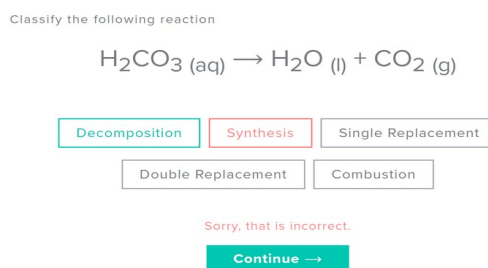 Classify the following reaction
H₂CO₃ (aq) ⟶ H₂O (l) + CO₂ (g)
Decomposition Synthesis Single Replacement
Double Replacement Combustion
Sorry, that is incorrect.
Continue →